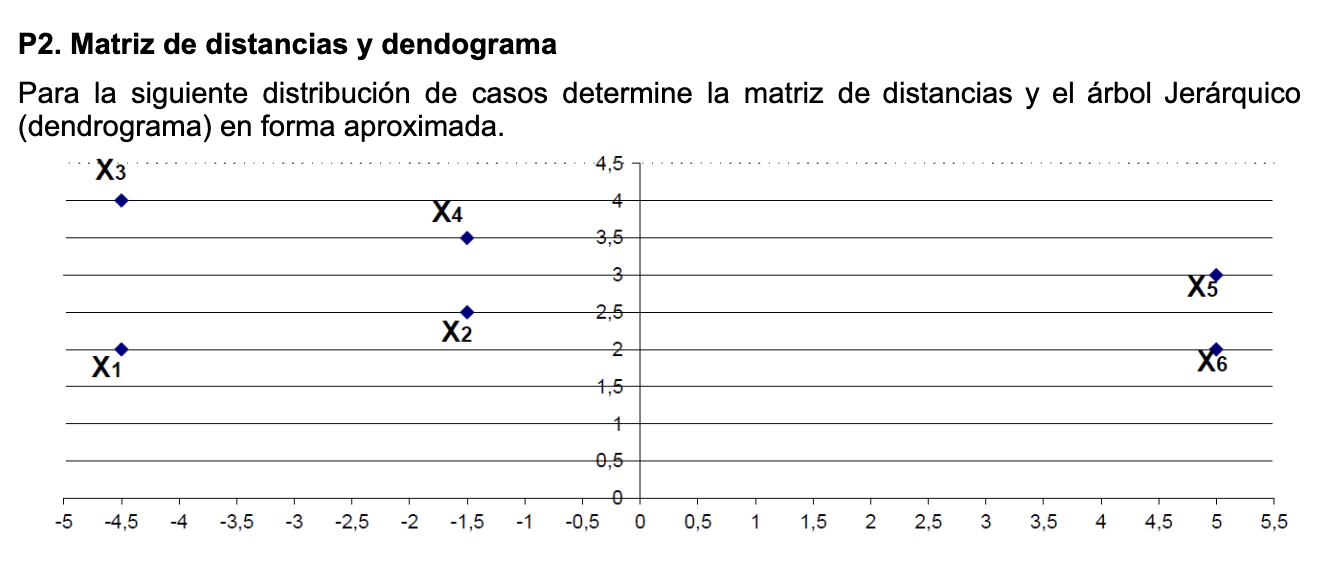 P2. Matriz de distancias y dendograma
Para la siguiente distribución de casos determine la matriz de distancias y el árbol Jerárquico
(dendrograma) en forma aproximada.
4,5
X3
4
X4
3,5
3
X5
2,5
X2
2
X1
X6
1,5
1
0,5
0
-5 -4,5 -4 -3,5 -3 -2,5 -2 -1,5 -1 -0,5 0 0,5 1 1,5 2 2,5 3 3,5 4 4,5 5 5,5